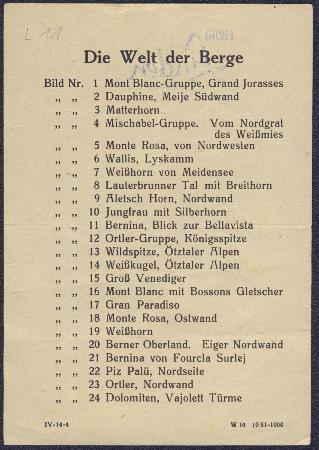 L 11
Die Welt der Berge
Bild Nr. 1 Mont Blanc-Gruppe, Grand Jorasses
„ „ 2 Dauphine, Meije Südwand
„ „ 3 Matterhorn
„ „ 4 Mischabel-Gruppe. Vom Nordgrat
des Weißmies
„ „ 5 Monte Rosa, von Nordwesten
„ „ 6 Wallis, Lyskamm
„ „ 7 Weißhorn von Meidensee
„ „ 8 Lauterbrunner Tal mit Breithorn
„ „ 9 Aletsch Horn, Nordwand
„ „ 10 Jungfrau mit Silberhorn
„ „ 11 Bernina, Blick zur Bellavista
„ „ 12 Ortler-Gruppe, Königsspitze
„ „ 13 Wildspitze, Ötztaler Alpen
„ „ 14 Weißkugel, Ötztaler Alpen
„ „ 15 Groß Venediger
„ „ 16 Mont Blanc mit Bossons Gletscher
„ „ 17 Gran Paradiso
„ „ 18 Monte Rosa, Ostwand
„ „ 19 Weißhorn
„ „ 20 Berner Oberland. Eiger Nordwand
„ „ 21 Bernina von Fourcla Surlej
„ „ 22 Piz Palü, Nordseite
„ „ 23 Ortler, Nordwand
„ „ 24 Dolomiten, Vajolett Türme
IV-14-4 W 10 10 51-1000